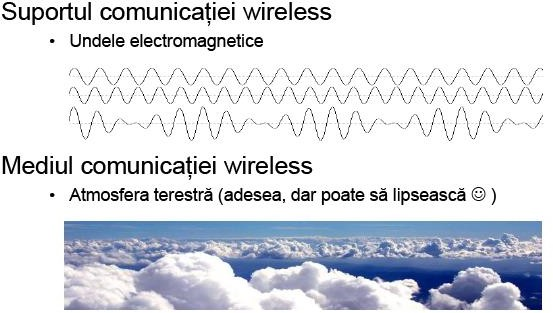 Suportul comunicației wireless
• Undele electromagnetice
Mediul comunicației wireless
• Atmosfera terestră (adesea, dar poate să lipsească ☺ )